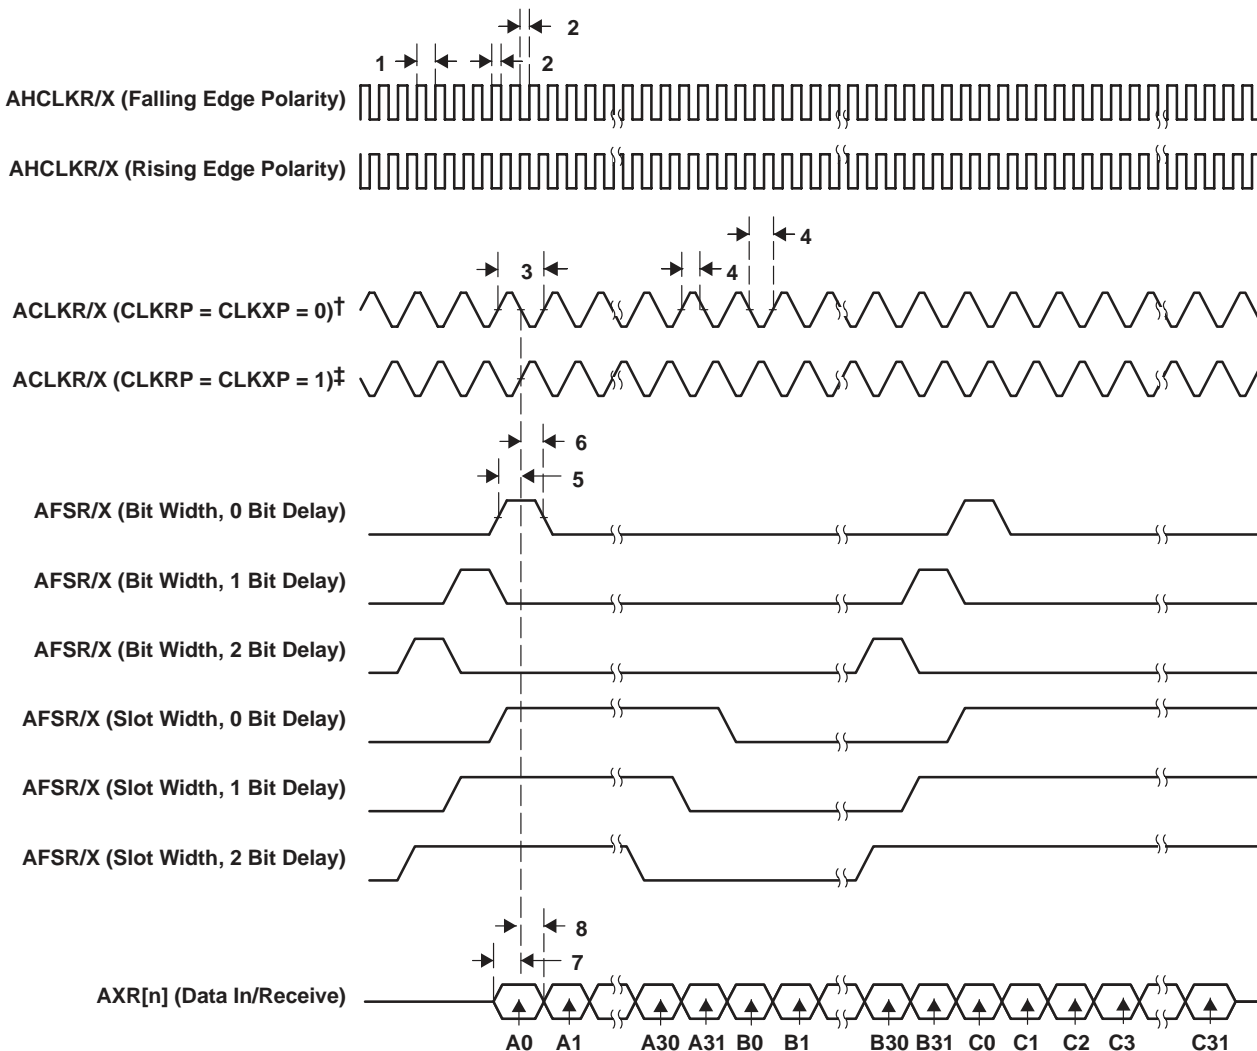 2
1
2
AHCLKR/X (Falling Edge Polarity)
AHCLKR/X (Rising Edge Polarity)
4
3
4
ACLKR/X (CLKRP = CLKXP = 0)†
ACLKR/X (CLKRP = CLKXP = 1)‡
6
5
AFSR/X (Bit Width, 0 Bit Delay)
AFSR/X (Bit Width, 1 Bit Delay)
AFSR/X (Bit Width, 2 Bit Delay)
AFSR/X (Slot Width, 0 Bit Delay)
AFSR/X (Slot Width, 1 Bit Delay)
AFSR/X (Slot Width, 2 Bit Delay)
8
7
AXR[n] (Data In/Receive)
A0 A1 A30 A31 B0 B1 B30 B31 C0 C1 C2 C3 C31